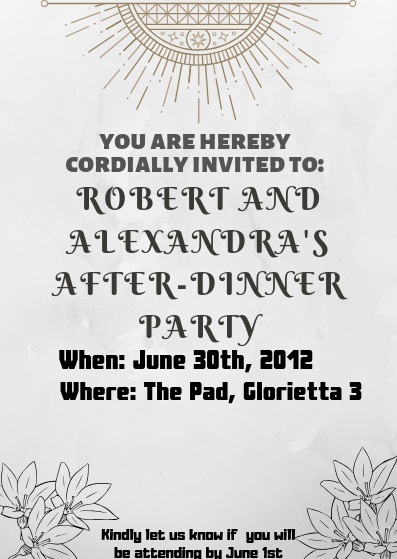 YOU ARE HEREBY
CORDIALLY INVITED TO:
ROBERT AND
ALEXANDRA'S
AFTER-DINNER
PARTY
When: June 30th, 2012
Where: The Pad, Glorietta 3
Kindly let us know if you will
be attending by June 1st